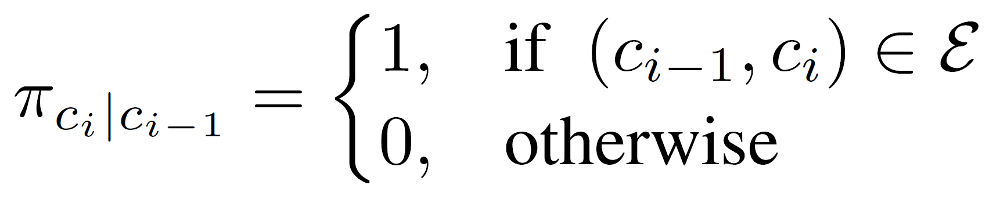 π_{c_i|c_{i−1}} = { 1, if (c_{i−1}, c_i) ∈ ℰ
0, otherwise